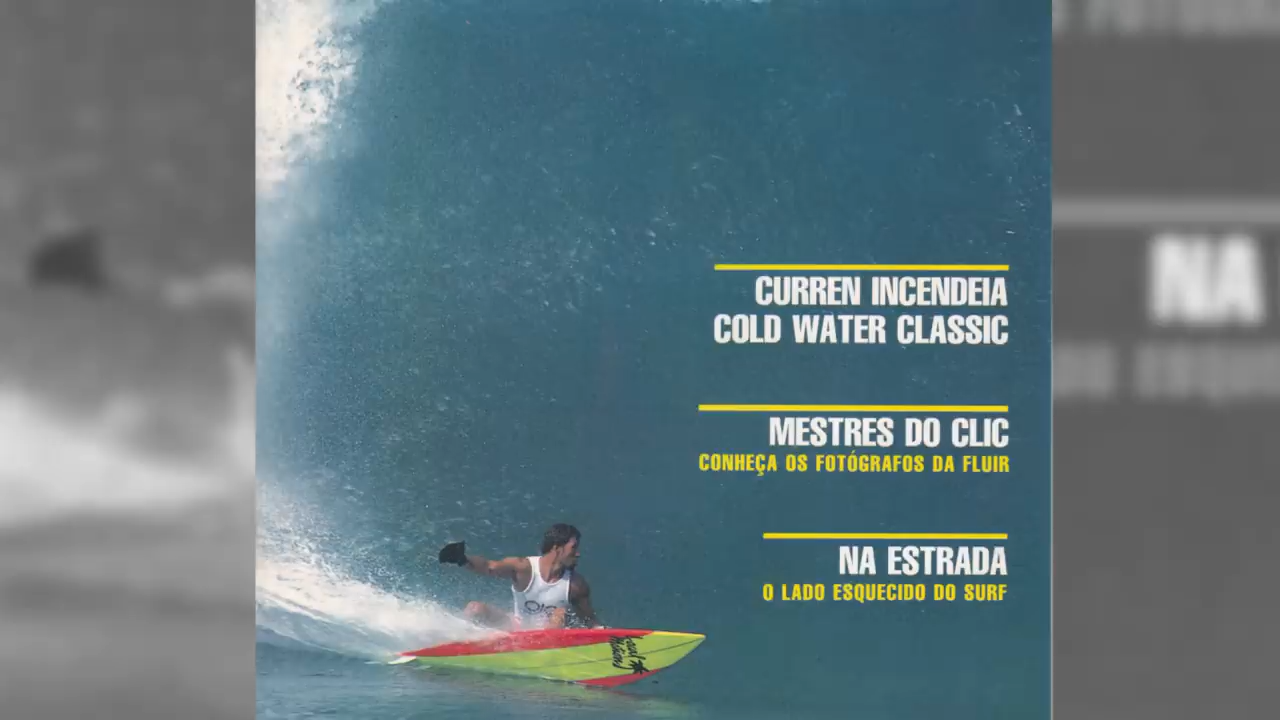 CURREN INCENDEIA
COLD WATER CLASSIC
MESTRES DO CLIC
CONHEÇA OS FOTÓGRAFOS DA FLUIR
NA ESTRADA
O LADO ESQUECIDO DO SURF
NA